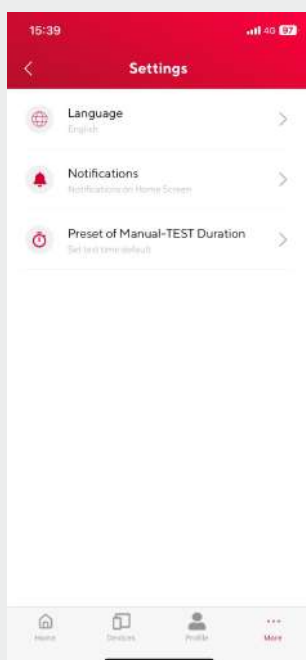 15:39
4G 97
Settings
Language
English
Notifications
Notifications on Home Screen
Preset of Manual-TEST Duration
Set test time default
Home
Devices
Profile
More